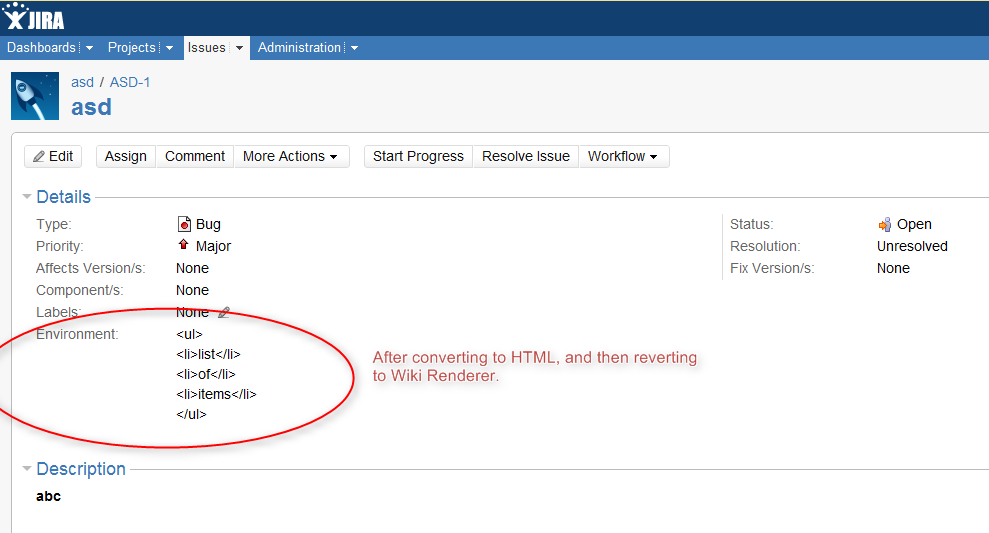 JIRA
Dashboards Projects Issues Administration
asd / ASD-1
asd
Edit Assign Comment More Actions Start Progress Resolve Issue Workflow
Details
Type: Bug Status: Open
Priority: Major Resolution: Unresolved
Affects Version/s: None Fix Version/s: None
Component/s: None
Labels: None
Environment: <ul>
<li>list</li>
<li>of</li>
<li>items</li>
</ul>
After converting to HTML, and then reverting
to Wiki Renderer.
Description
abc